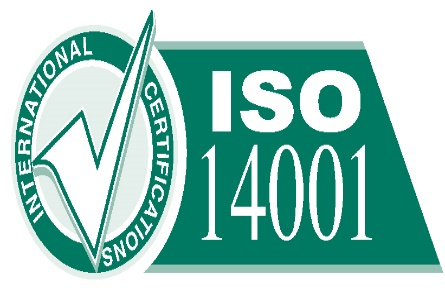 INTERNATIONAL CERTIFICATIONS
ISO
14001